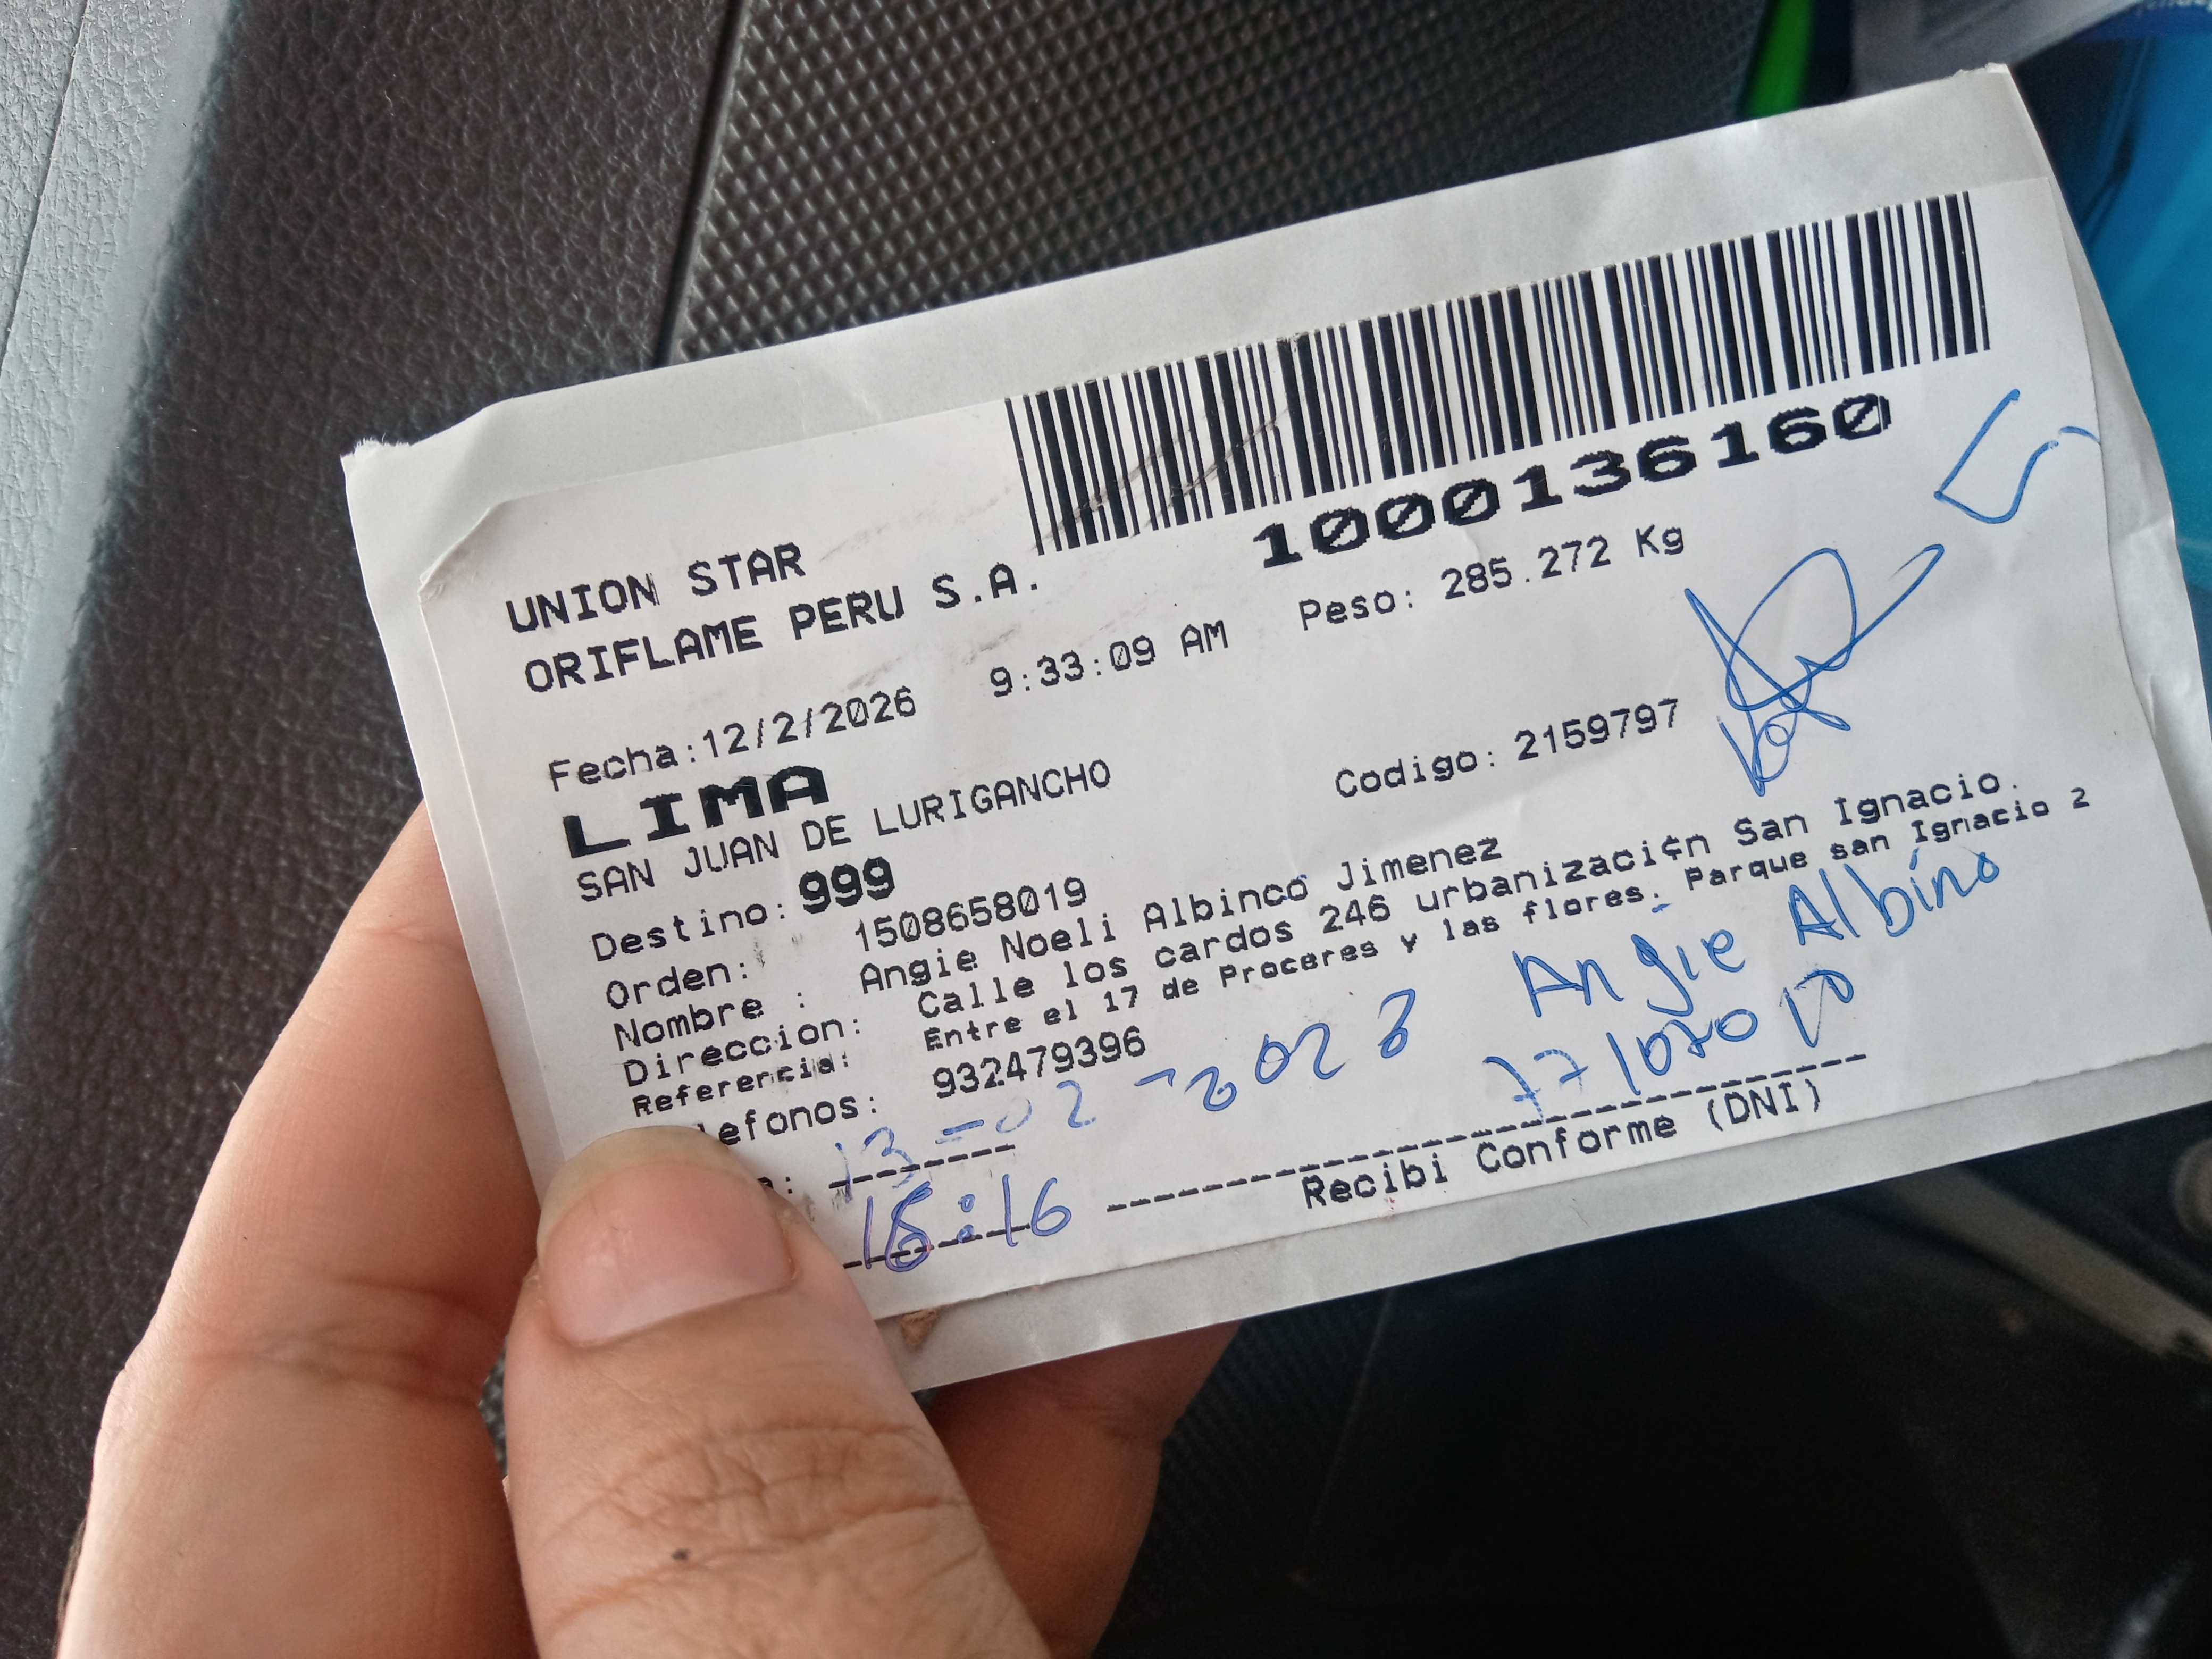 1000136160
UNION STAR
ORIFLAME PERU S.A.
Fecha:12/2/2026 9:33:09 AM Peso: 285.272 Kg
LIMA
SAN JUAN DE LURIGANCHO Codigo: 2159797
Destino: 999
Orden: 1508658019
Nombre : Angie Noeli Albinco Jimenez
Direccion: Calle los cardos 246 urbanizaci¢n San Ignacio.
Referencia: Entre el 17 de Proceres y las flores. Parque san Ignacio 2
lefonos: 932479396
Angie Albino
13-02-2023
16:16
Recibi Conforme (DNI)